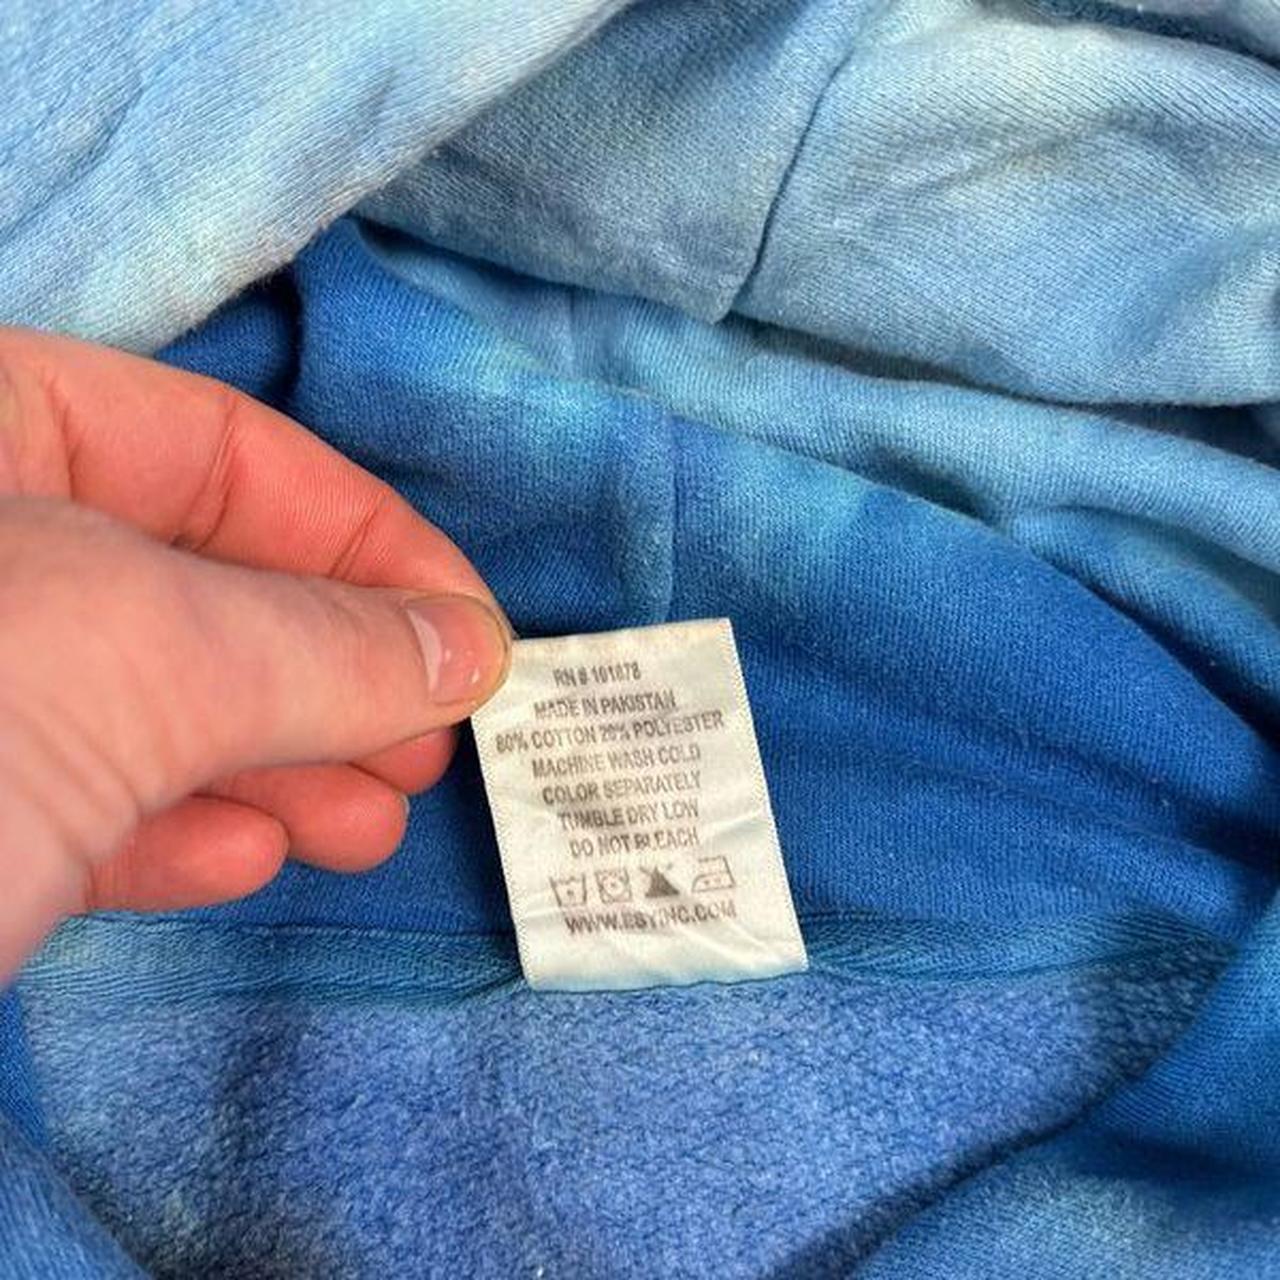 RN # 101878
MADE IN PAKISTAN
80% COTTON 20% POLYESTER
MACHINE WASH COLD
COLOR SEPARATELY
TUMBLE DRY LOW
DO NOT BLEACH
WWW.ESYINC.COM